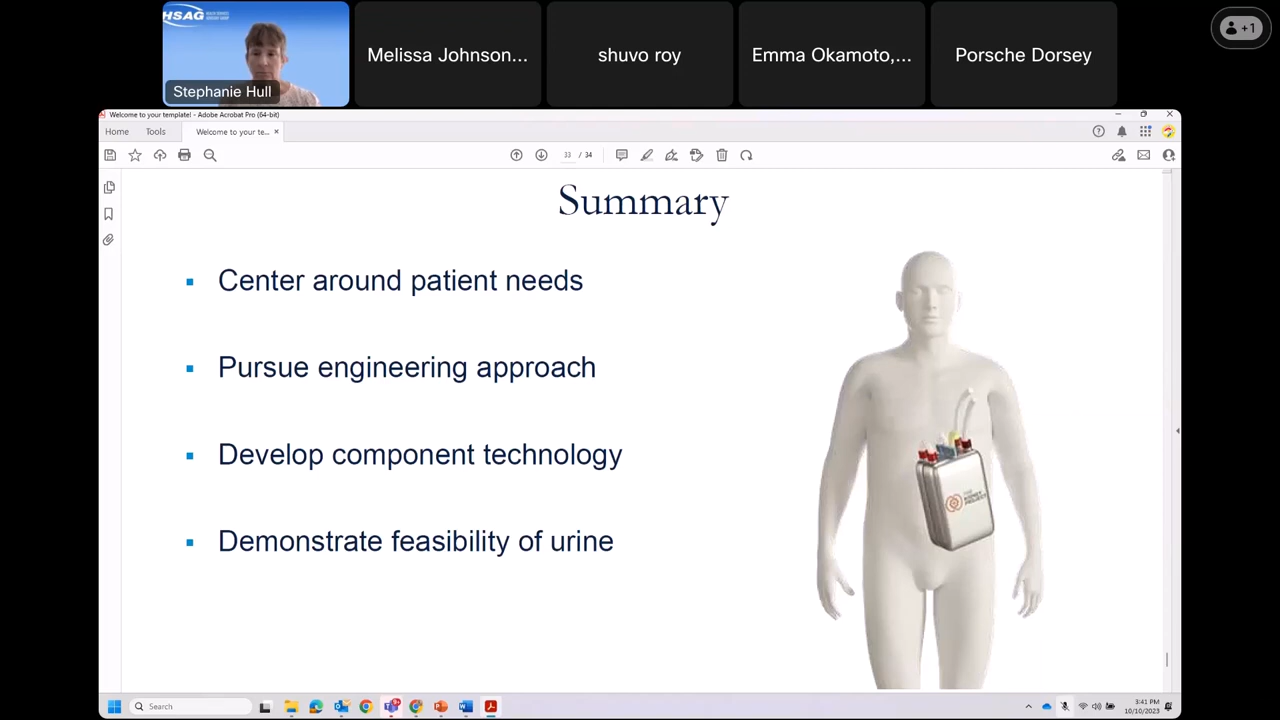 HSAG
Stephanie Hull
Melissa Johnson...
shuvo roy
Emma Okamoto,...
Porsche Dorsey
+1
Welcome to your template! - Adobe Acrobat Pro (64-bit)
Home
Tools
Welcome to your te...
33 / 34
Summary
Center around patient needs
Pursue engineering approach
Develop component technology
Demonstrate feasibility of urine
KIDNEY
PROJECT
Search
3:41 PM
10/10/2023